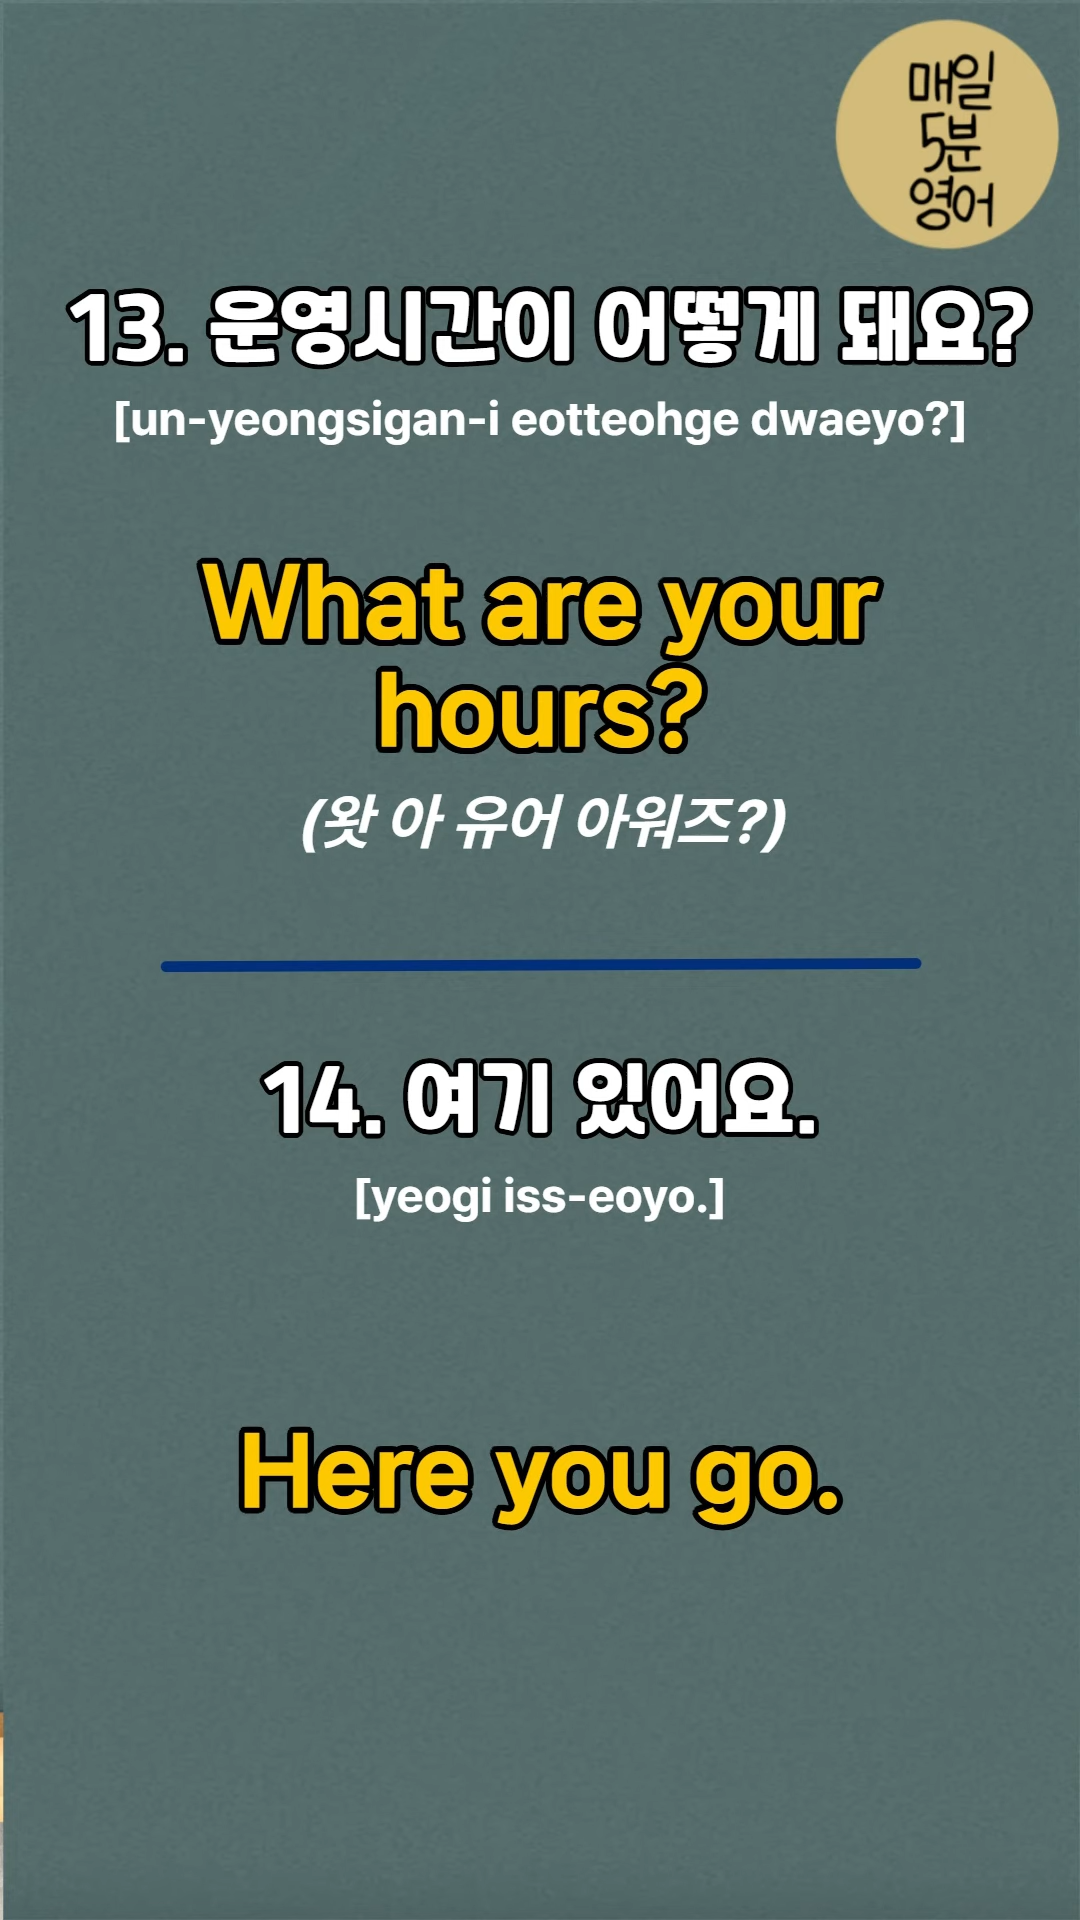 매일
5분
영어
13. 운영시간이 어떻게 돼요?
[un-yeongsigan-i eotteohge dwaeyo?]
What are your
hours?
(왓 아 유어 아워즈?)
14. 여기 있어요.
[yeogi iss-eoyo.]
Here you go.